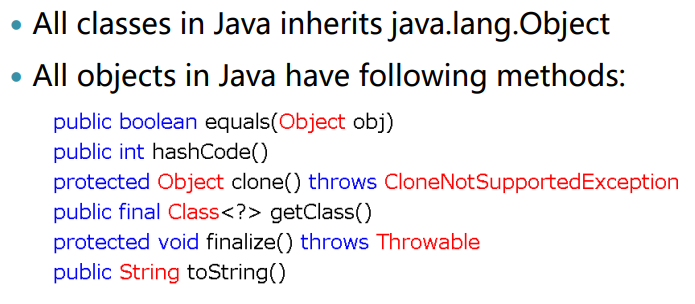 • All classes in Java inherits java.lang.Object
• All objects in Java have following methods:
public boolean equals(Object obj)
public int hashCode()
protected Object clone() throws CloneNotSupportedException
public final Class<?> getClass()
protected void finalize() throws Throwable
public String toString()